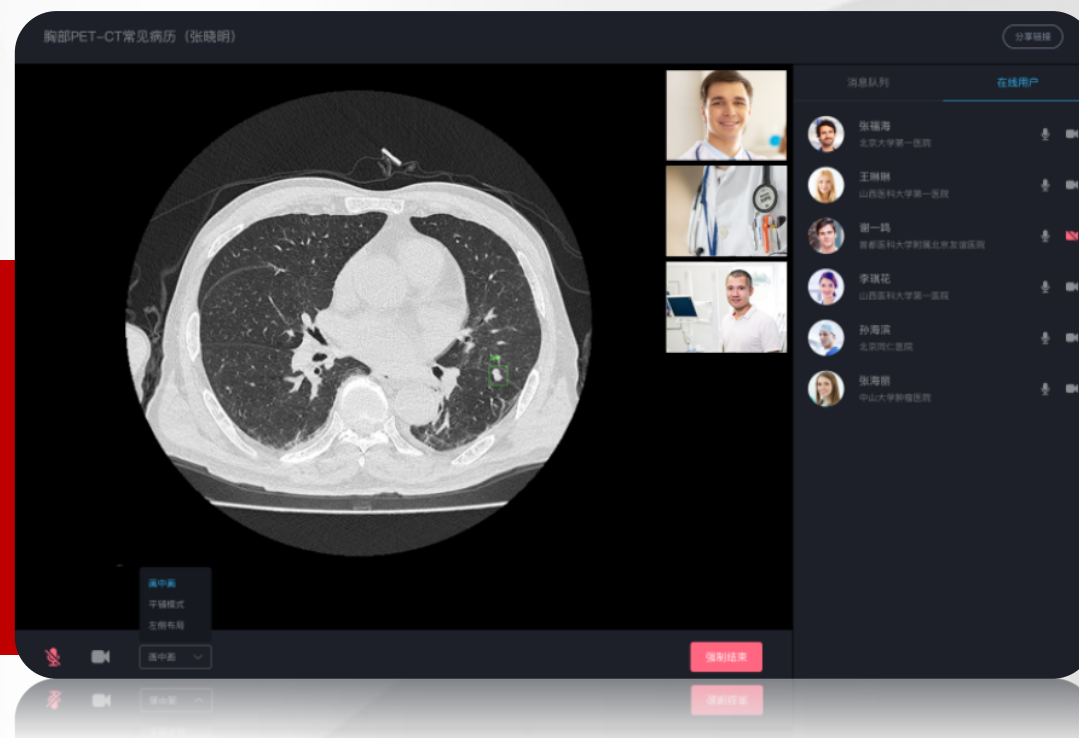 胸部PET-CT常见病历（张晓明）
分享链接
消息队列
在线用户
张福海
北京大学第一医院
王琳琳
山西医科大学第一医院
谢一鸣
首都医科大学附属北京友谊医院
李琪花
山西医科大学第一医院
孙海滨
北京同仁医院
张海丽
中山大学肿瘤医院
画中画
平铺模式
左侧布局
画中画
强制结束